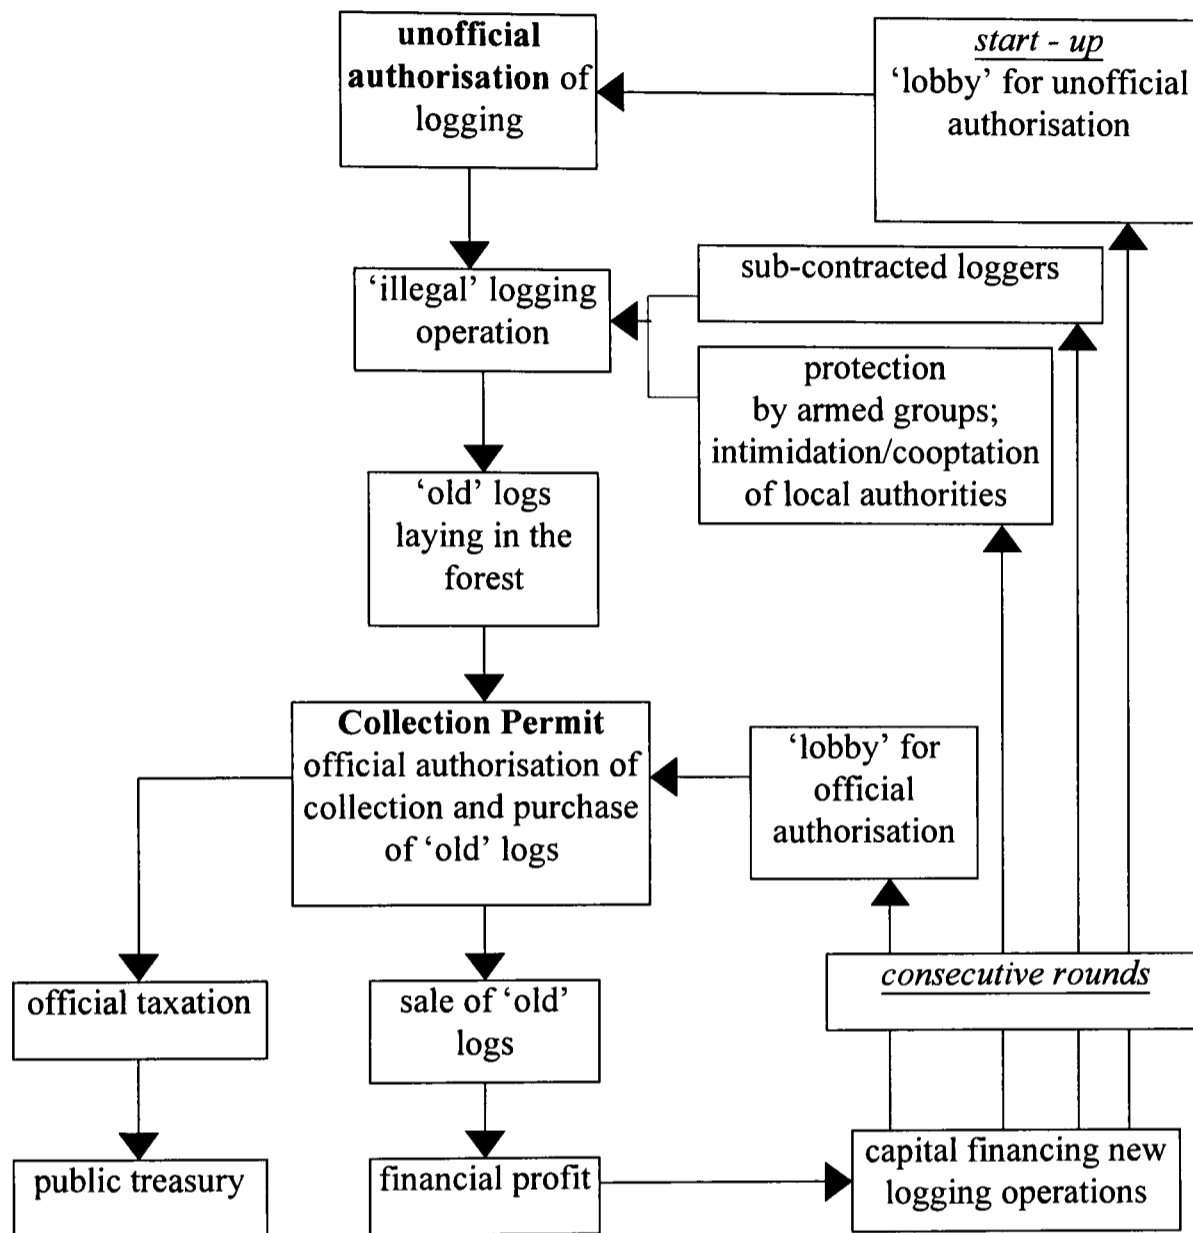 unofficial
authorisation of
logging
start - up
‘lobby’ for unofficial
authorisation
‘illegal’ logging
operation
sub-contracted loggers
protection
by armed groups;
intimidation/cooptation
of local authorities
‘old’ logs
laying in the
forest
Collection Permit
official authorisation of
collection and purchase
of ‘old’ logs
‘lobby’ for
official
authorisation
official taxation
sale of ‘old’
logs
consecutive rounds
public treasury
financial profit
capital financing new
logging operations